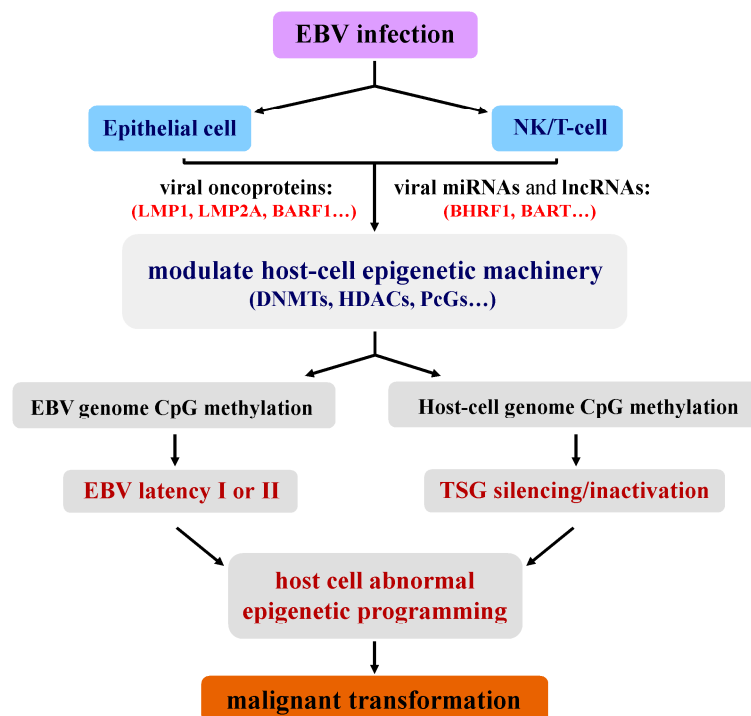 EBV infection
Epithelial cell
NK/T-cell
viral oncoproteins:
(LMP1, LMP2A, BARF1…)
viral miRNAs and lncRNAs:
(BHRF1, BART…)
modulate host-cell epigenetic machinery
(DNMTs, HDACs, PcGs…)
EBV genome CpG methylation
Host-cell genome CpG methylation
EBV latency I or II
TSG silencing/inactivation
host cell abnormal
epigenetic programming
malignant transformation